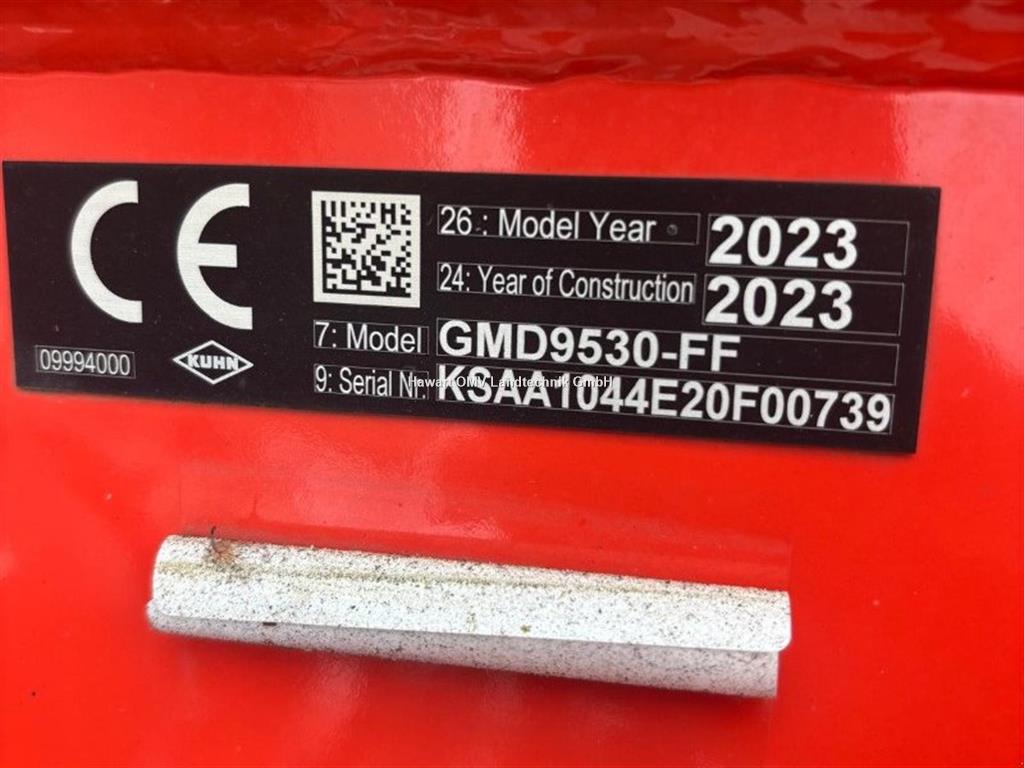 CE
26 : Model Year 2023
24: Year of Construction 2023
7: Model GMD9530-FF
9: Serial Nr. KSAA1044E20F00739
09994000
KUHN
Hawart OMV Landtechnik GmbH